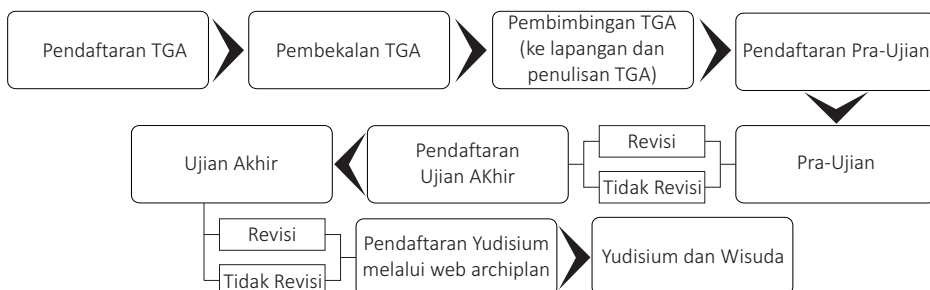 Pendaftaran TGA
Pembekalan TGA
Pembimbingan TGA
(ke lapangan dan
penulisan TGA)
Pendaftaran Pra-Ujian
Pra-Ujian
Revisi
Tidak Revisi
Pendaftaran
Ujian AKhir
Ujian Akhir
Revisi
Tidak Revisi
Pendaftaran Yudisium
melalui web archiplan
Yudisium dan Wisuda